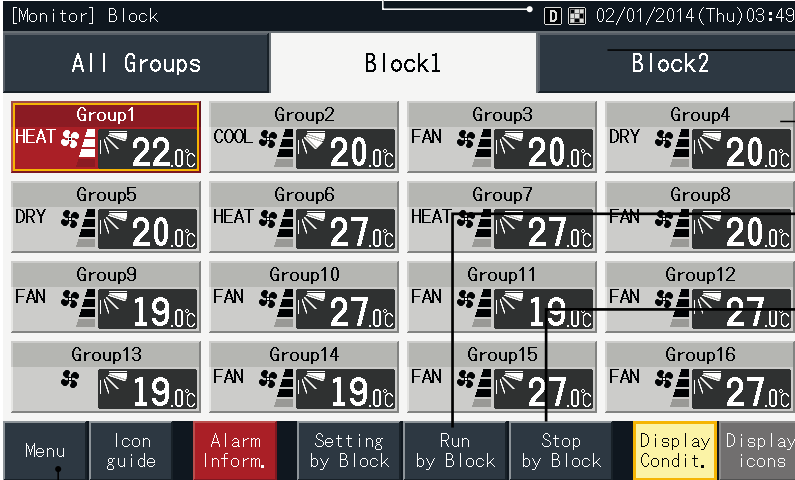 [Monitor] Block D 02/01/2014(Thu)03:49
All Groups Block1 Block2
Group1 Group2 Group3 Group4
HEAT 22.0℃ COOL 20.0℃ FAN 20.0℃ DRY 20.0℃
Group5 Group6 Group7 Group8
DRY 20.0℃ HEAT 27.0℃ HEAT 27.0℃ FAN 20.0℃
Group9 Group10 Group11 Group12
FAN 19.0℃ FAN 27.0℃ FAN 19.0℃ FAN 27.0℃
Group13 Group14 Group15 Group16
19.0℃ FAN 19.0℃ FAN 27.0℃ FAN 27.0℃
Menu Icon Alarm Setting Run Stop Display Display
guide Inform. by Block by Block by Block Condit. icons